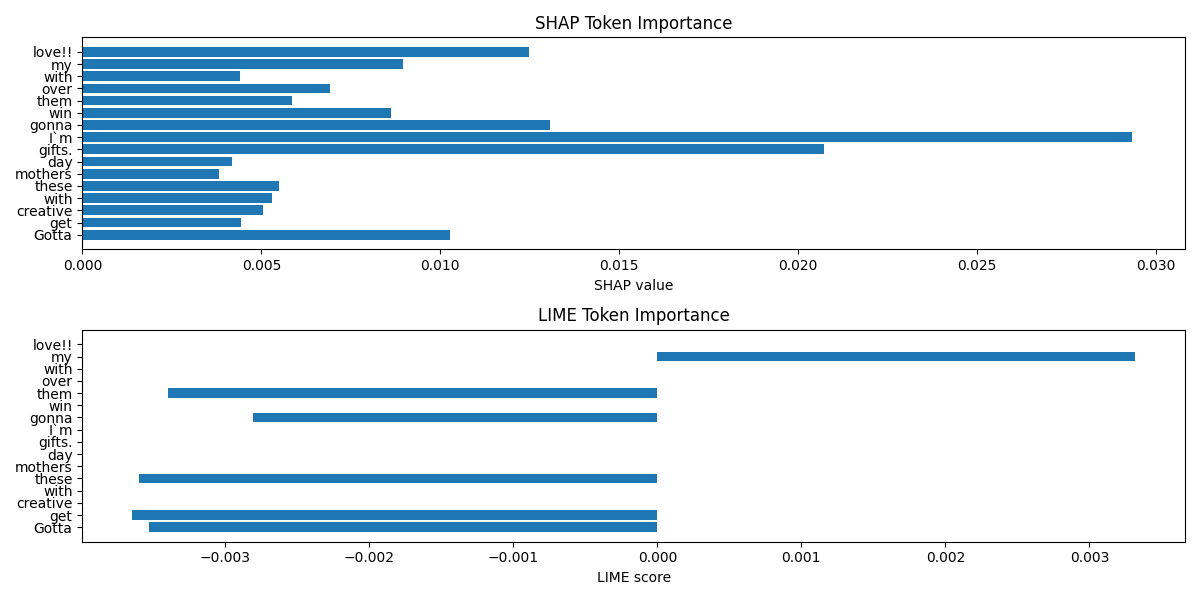 SHAP Token Importance
love!!
my
with
over
them
win
gonna
I`m
gifts.
day
mothers
these
with
creative
get
Gotta
0.000 0.005 0.010 0.015 0.020 0.025 0.030
SHAP value
LIME Token Importance
love!!
my
with
over
them
win
gonna
I`m
gifts.
day
mothers
these
with
creative
get
Gotta
−0.003 −0.002 −0.001 0.000 0.001 0.002 0.003
LIME score